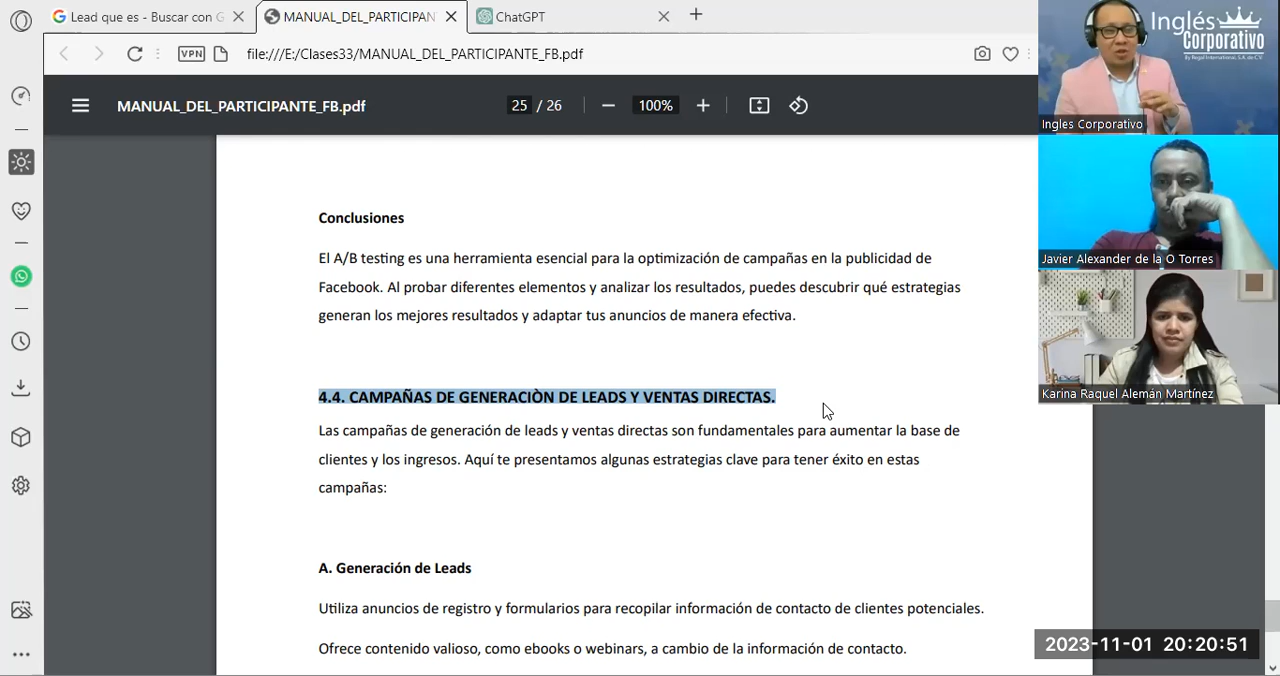 Lead que es - Buscar con G
MANUAL_DEL_PARTICIPAN
ChatGPT
VPN
file:///E:/Clases33/MANUAL_DEL_PARTICIPANTE_FB.pdf
MANUAL_DEL_PARTICIPANTE_FB.pdf
25 / 26
100%
Inglés
Corporativo
By Regal International, S.A. de C.V.
Ingles Corporativo
Javier Alexander de la O Torres
Karina Raquel Alemán Martínez
Conclusiones
El A/B testing es una herramienta esencial para la optimización de campañas en la publicidad de
Facebook. Al probar diferentes elementos y analizar los resultados, puedes descubrir qué estrategias
generan los mejores resultados y adaptar tus anuncios de manera efectiva.
4.4. CAMPAÑAS DE GENERACIÒN DE LEADS Y VENTAS DIRECTAS.
Las campañas de generación de leads y ventas directas son fundamentales para aumentar la base de
clientes y los ingresos. Aquí te presentamos algunas estrategias clave para tener éxito en estas
campañas:
A. Generación de Leads
Utiliza anuncios de registro y formularios para recopilar información de contacto de clientes potenciales.
Ofrece contenido valioso, como ebooks o webinars, a cambio de la información de contacto.
2023-11-01 20:20:51